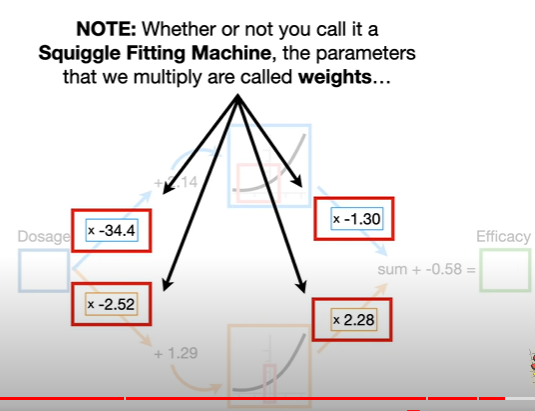 NOTE: Whether or not you call it a
Squiggle Fitting Machine, the parameters
that we multiply are called weights…
x -34.4
x -1.30
Dosage
Efficacy
sum + -0.58 =
x -2.52
x 2.28
+ 1.29